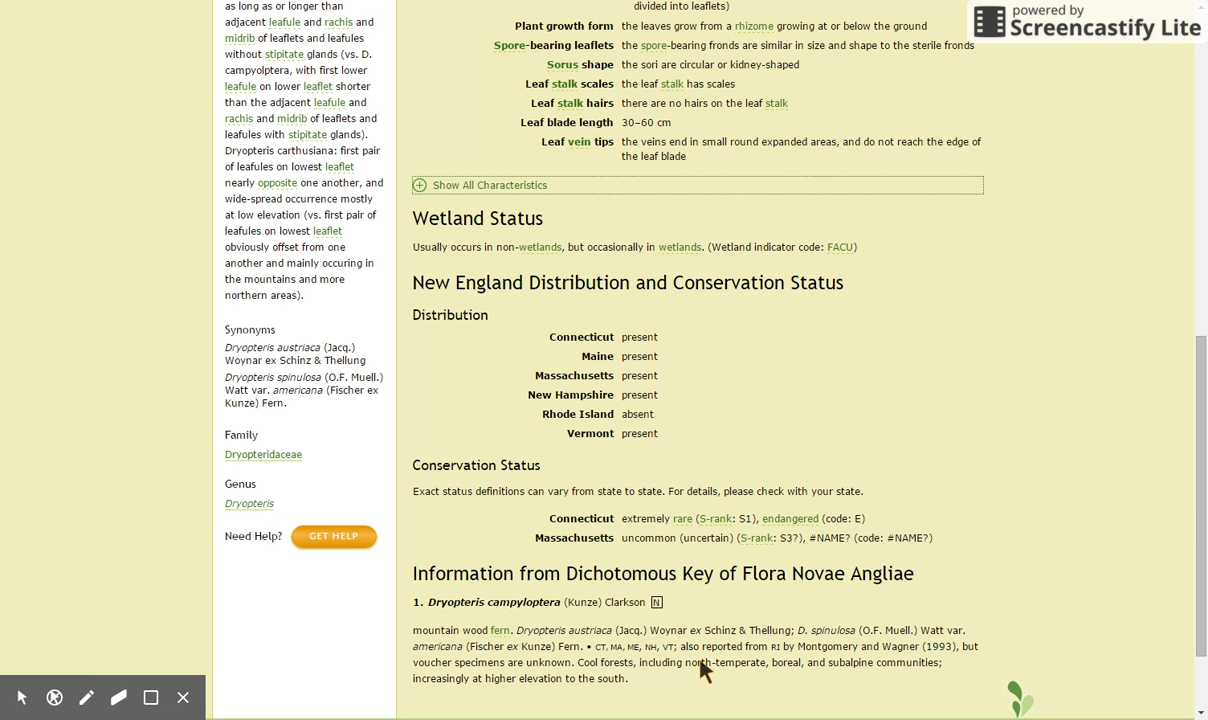 as long as or longer than
adjacent leafule and rachis and
midrib of leaflets and leafules
without stipitate glands (vs. D.
campyolptera, with first lower
leafule on lower leaflet shorter
than the adjacent leafule and
rachis and midrib of leaflets and
leafules with stipitate glands).
Dryopteris carthusiana: first pair
of leafules on lowest leaflet
nearly opposite one another, and
wide-spread occurrence mostly
at low elevation (vs. first pair of
leafules on lowest leaflet
obviously offset from one
another and mainly occuring in
the mountains and more
northern areas).
Synonyms
Dryopteris austriaca (Jacq.)
Woynar ex Schinz & Thellung
Dryopteris spinulosa (O.F. Muell.)
Watt var. americana (Fischer ex
Kunze) Fern.
Family
Dryopteridaceae
Genus
Dryopteris
Need Help? GET HELP
divided into leaflets)
Plant growth form the leaves grow from a rhizome growing at or below the ground
Spore-bearing leaflets the spore-bearing fronds are similar in size and shape to the sterile fronds
Sorus shape the sori are circular or kidney-shaped
Leaf stalk scales the leaf stalk has scales
Leaf stalk hairs there are no hairs on the leaf stalk
Leaf blade length 30–60 cm
Leaf vein tips the veins end in small round expanded areas, and do not reach the edge of
the leaf blade
Show All Characteristics
Wetland Status
Usually occurs in non-wetlands, but occasionally in wetlands. (Wetland indicator code: FACU)
New England Distribution and Conservation Status
Distribution
Connecticut present
Maine present
Massachusetts present
New Hampshire present
Rhode Island absent
Vermont present
Conservation Status
Exact status definitions can vary from state to state. For details, please check with your state.
Connecticut extremely rare (S-rank: S1), endangered (code: E)
Massachusetts uncommon (uncertain) (S-rank: S3?), #NAME? (code: #NAME?)
Information from Dichotomous Key of Flora Novae Angliae
1. Dryopteris campyloptera (Kunze) Clarkson N
mountain wood fern. Dryopteris austriaca (Jacq.) Woynar ex Schinz & Thellung; D. spinulosa (O.F. Muell.) Watt var.
americana (Fischer ex Kunze) Fern. • CT, MA, ME, NH, VT; also reported from RI by Montgomery and Wagner (1993), but
voucher specimens are unknown. Cool forests, including north-temperate, boreal, and subalpine communities;
increasingly at higher elevation to the south.
powered by
Screencastify Lite